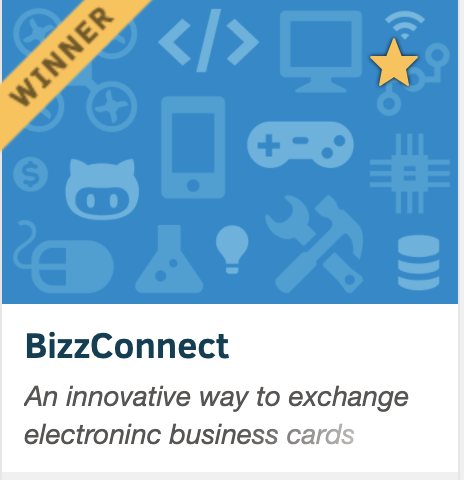 WINNER
BizzConnect
An innovative way to exchange
electroninc business cards